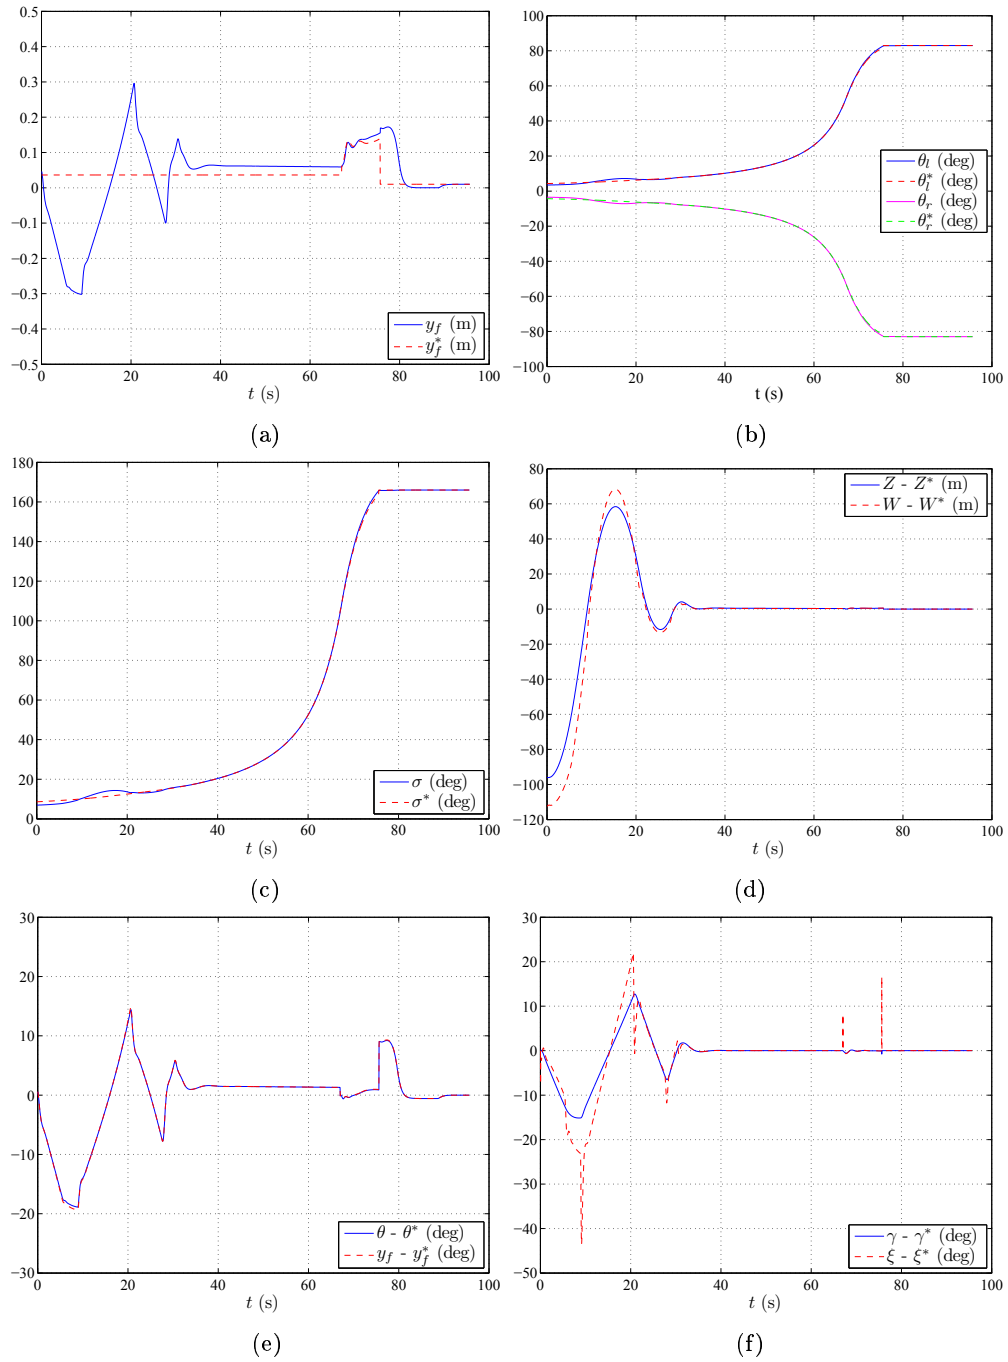 0.5
0.4
0.3
0.2
0.1
0
−0.1
−0.2
−0.3
−0.4
−0.5
0 20 40 60 80 100
t (s)
y_f (m)
y_f^* (m)
(a)
100
80
60
40
20
0
−20
−40
−60
−80
−100
0 20 40 60 80 100
t (s)
θ_l (deg)
θ_l^* (deg)
θ_r (deg)
θ_r^* (deg)
(b)
180
160
140
120
100
80
60
40
20
0
0 20 40 60 80 100
t (s)
σ (deg)
σ^* (deg)
(c)
80
60
40
20
0
−20
−40
−60
−80
−100
−120
0 20 40 60 80 100
t (s)
Z - Z^* (m)
W - W^* (m)
(d)
30
20
10
0
−10
−20
−30
0 20 40 60 80 100
t (s)
θ - θ^* (deg)
y_f - y_f^* (deg)
(e)
30
20
10
0
−10
−20
−30
−40
−50
0 20 40 60 80 100
t (s)
γ - γ^* (deg)
ξ - ξ^* (deg)
(f)